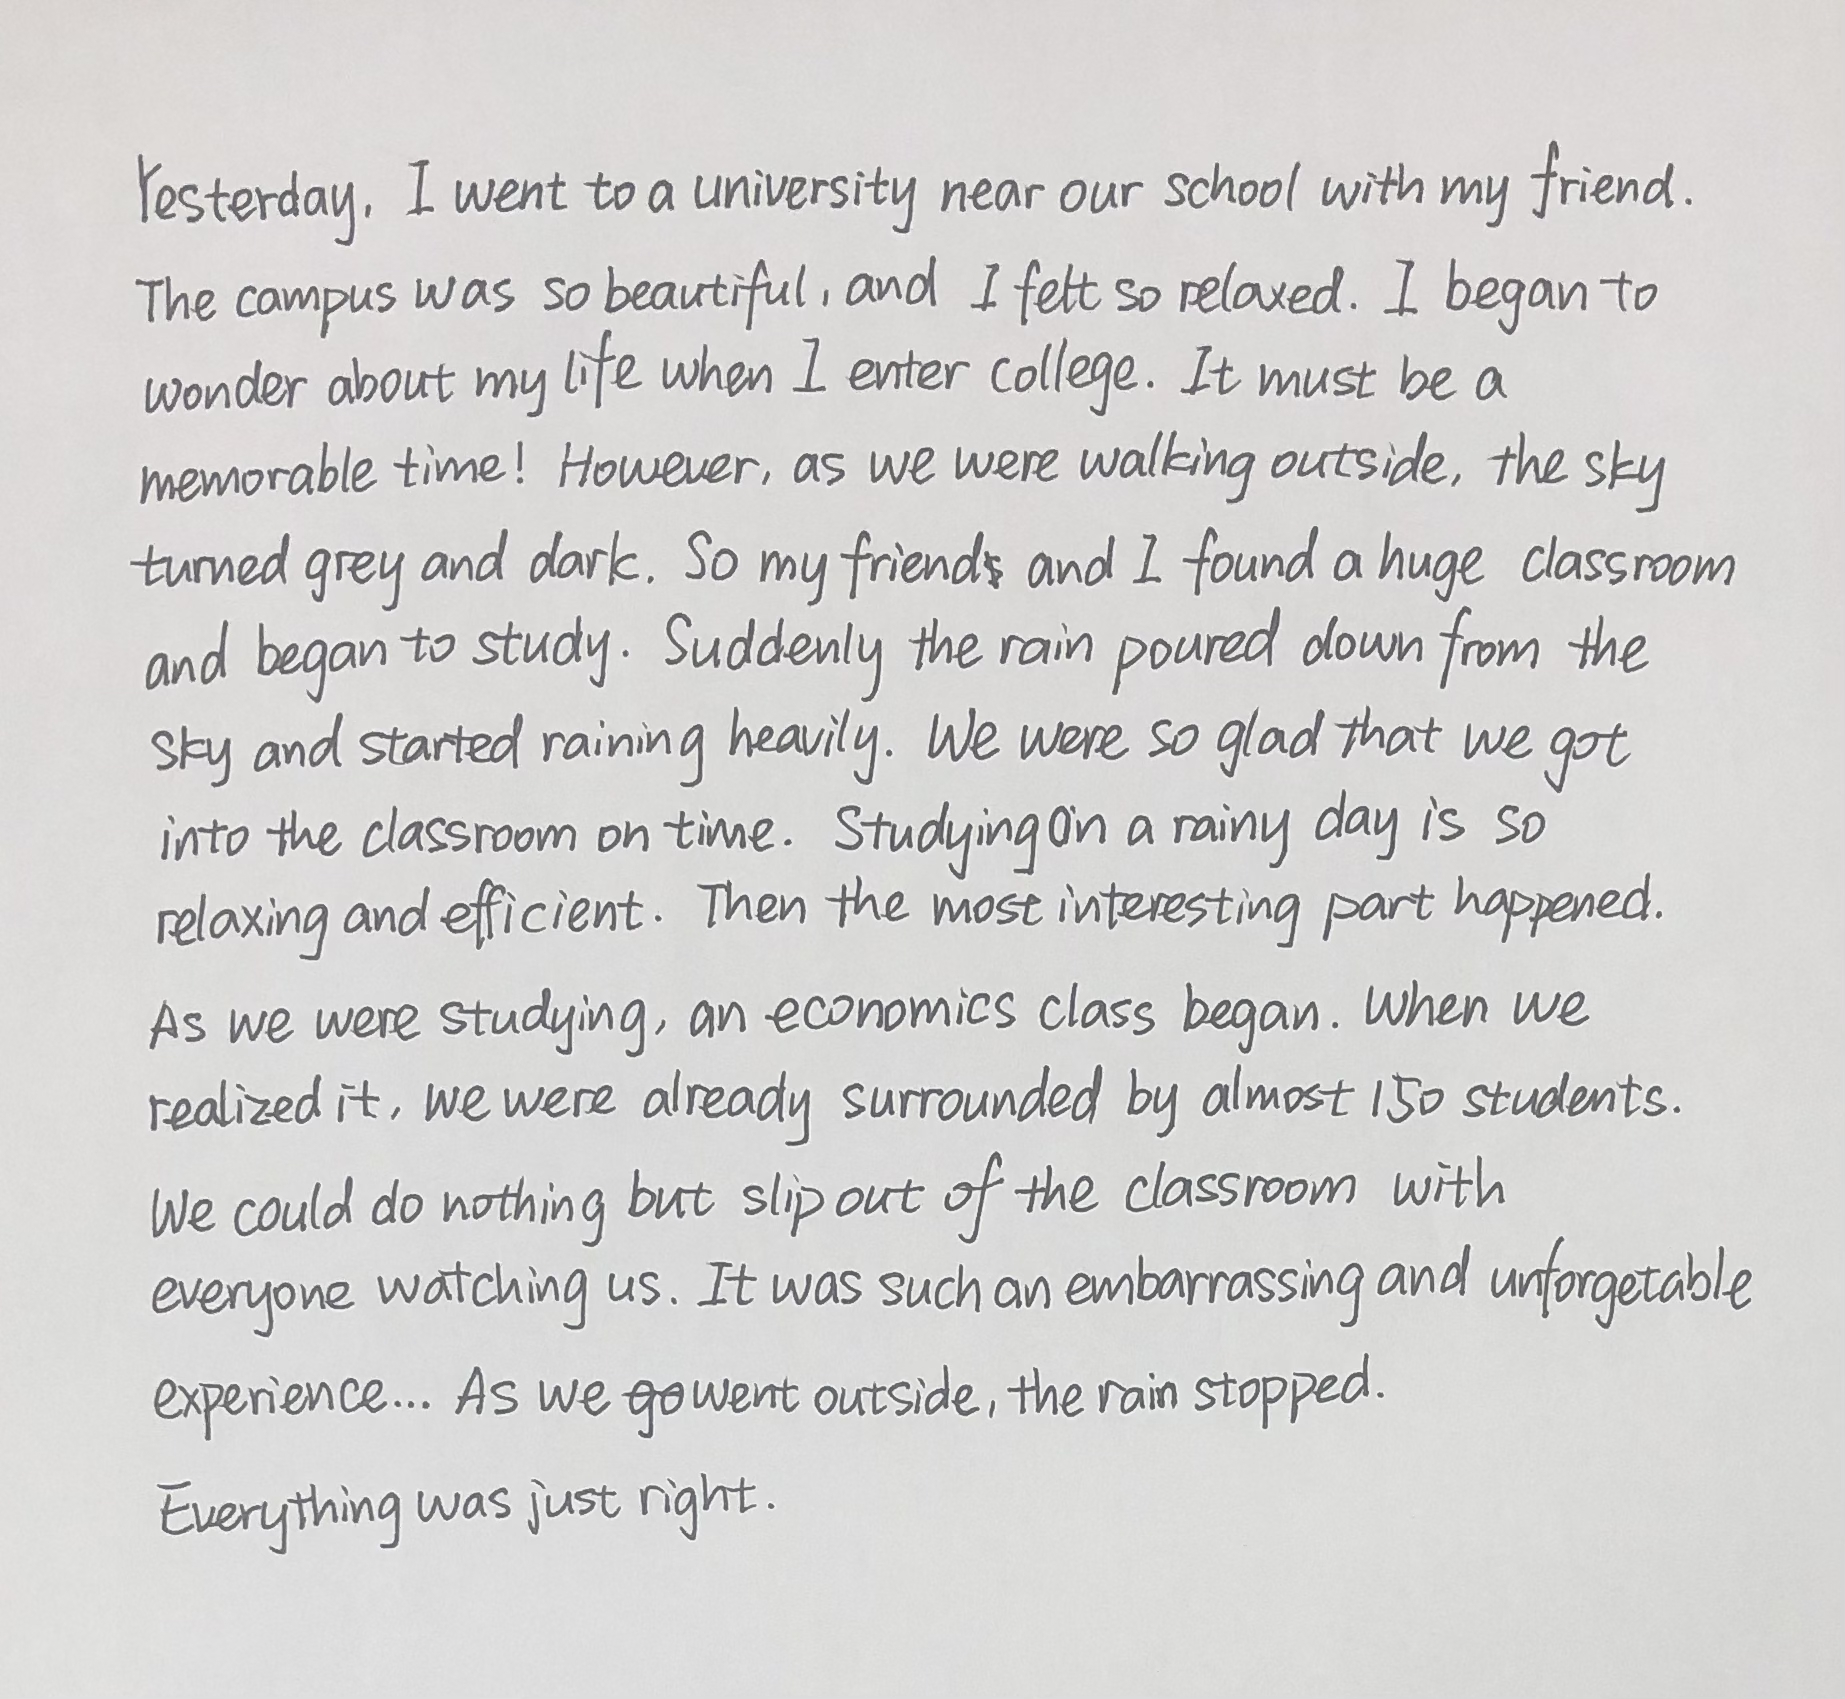 Yesterday, I went to a university near our school with my friend.
The campus was so beautiful, and I felt so relaxed. I began to
wonder about my life when I enter college. It must be a
memorable time! However, as we were walking outside, the sky
turned grey and dark. So my friends and I found a huge classroom
and began to study. Suddenly the rain poured down from the
sky and started raining heavily. We were so glad that we got
into the classroom on time. Studying on a rainy day is so
relaxing and efficient. Then the most interesting part happened.
As we were studying, an economics class began. When we
realized it, we were already surrounded by almost 150 students.
We could do nothing but slip out of the classroom with
everyone watching us. It was such an embarrassing and unforgetable
experience... As we go went outside, the rain stopped.
Everything was just right.